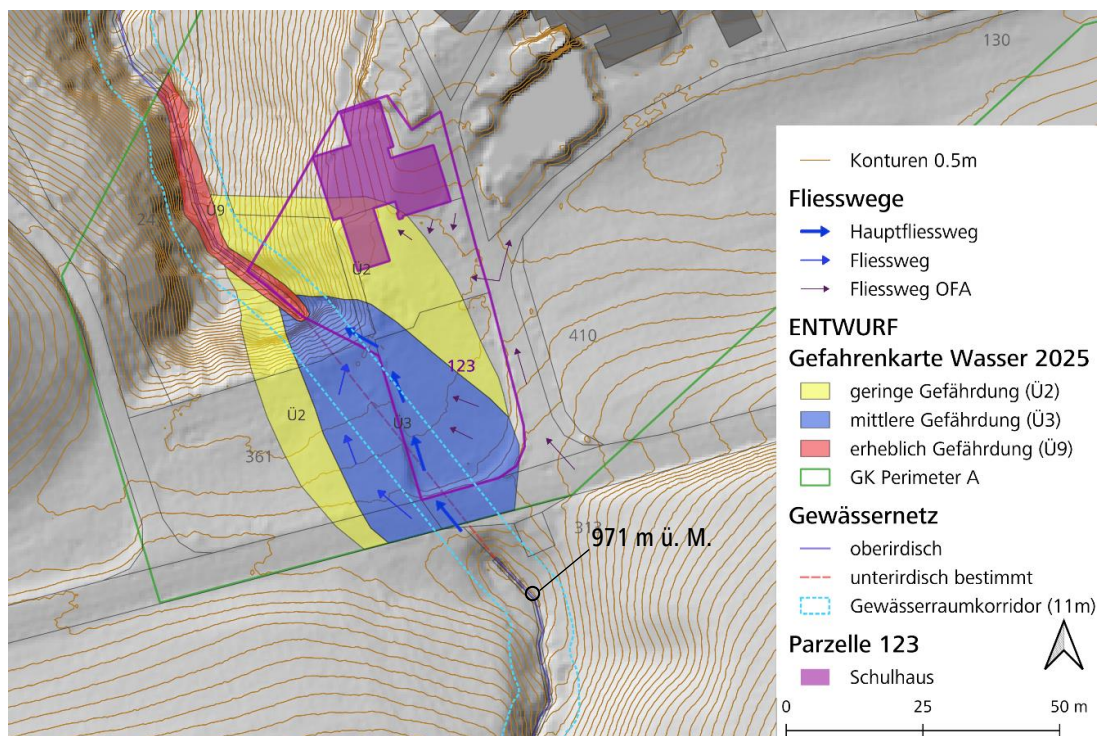 130
24
Ü9
Ü2
410
123
Ü2
Ü3
361
313
971 m ü. M.
Konturen 0.5m
Fliesswege
Hauptfliessweg
Fliessweg
Fliessweg OFA
ENTWURF
Gefahrenkarte Wasser 2025
geringe Gefährdung (Ü2)
mittlere Gefährdung (Ü3)
erheblich Gefährdung (Ü9)
GK Perimeter A
Gewässernetz
oberirdisch
unterirdisch bestimmt
Gewässerraumkorridor (11m)
Parzelle 123
Schulhaus
0 25 50 m